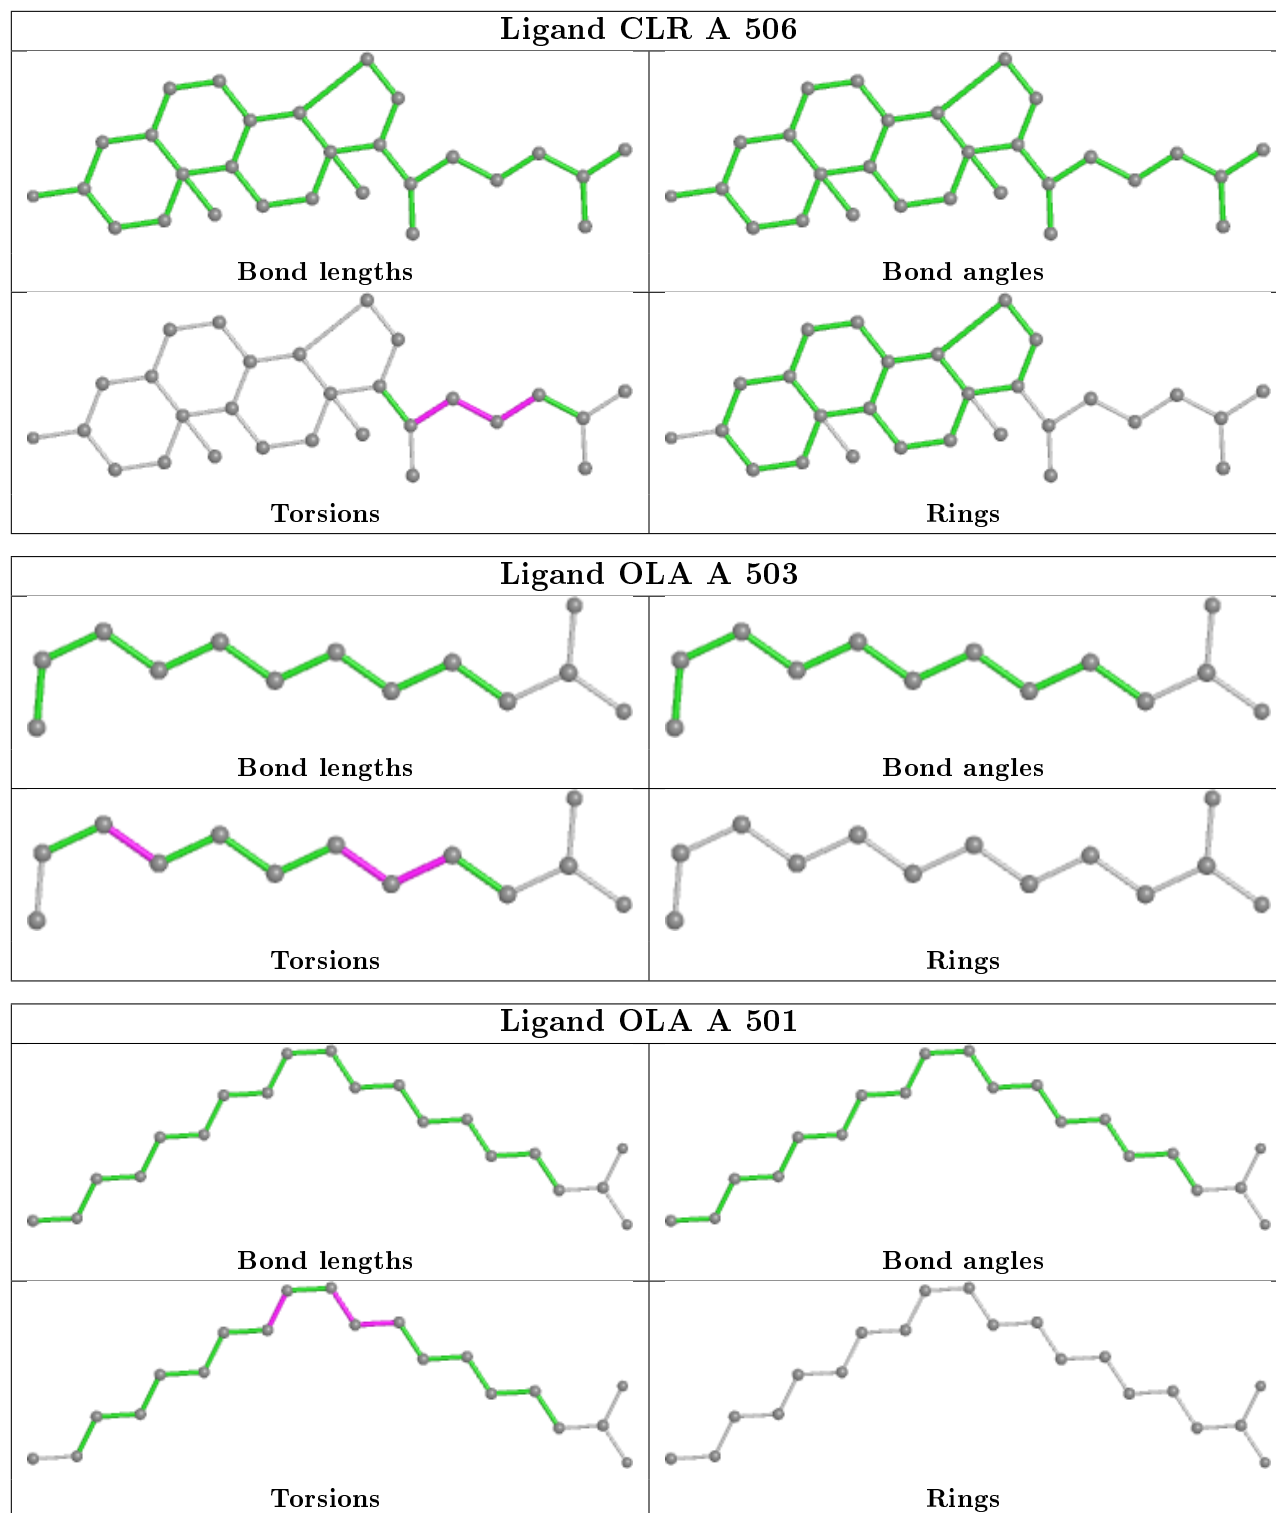 Ligand CLR A 506
Bond lengths
Bond angles
Torsions
Rings
Ligand OLA A 503
Bond lengths
Bond angles
Torsions
Rings
Ligand OLA A 501
Bond lengths
Bond angles
Torsions
Rings